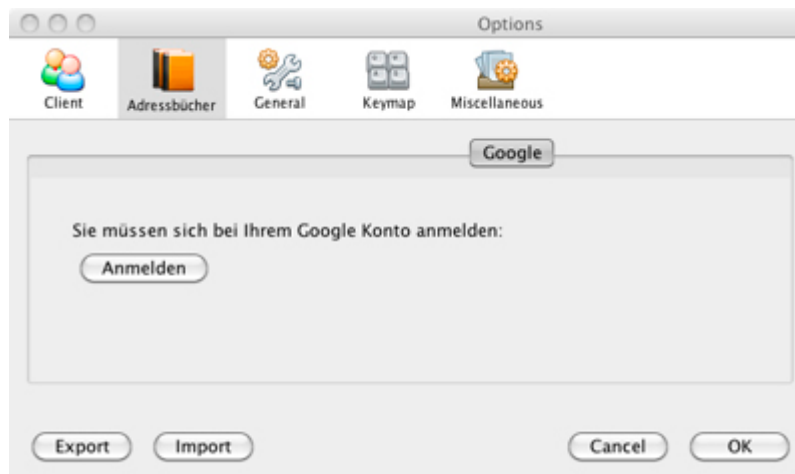 Options
Client Adressbücher General Keymap Miscellaneous
Google
Sie müssen sich bei Ihrem Google Konto anmelden:
Anmelden
Export Import Cancel OK